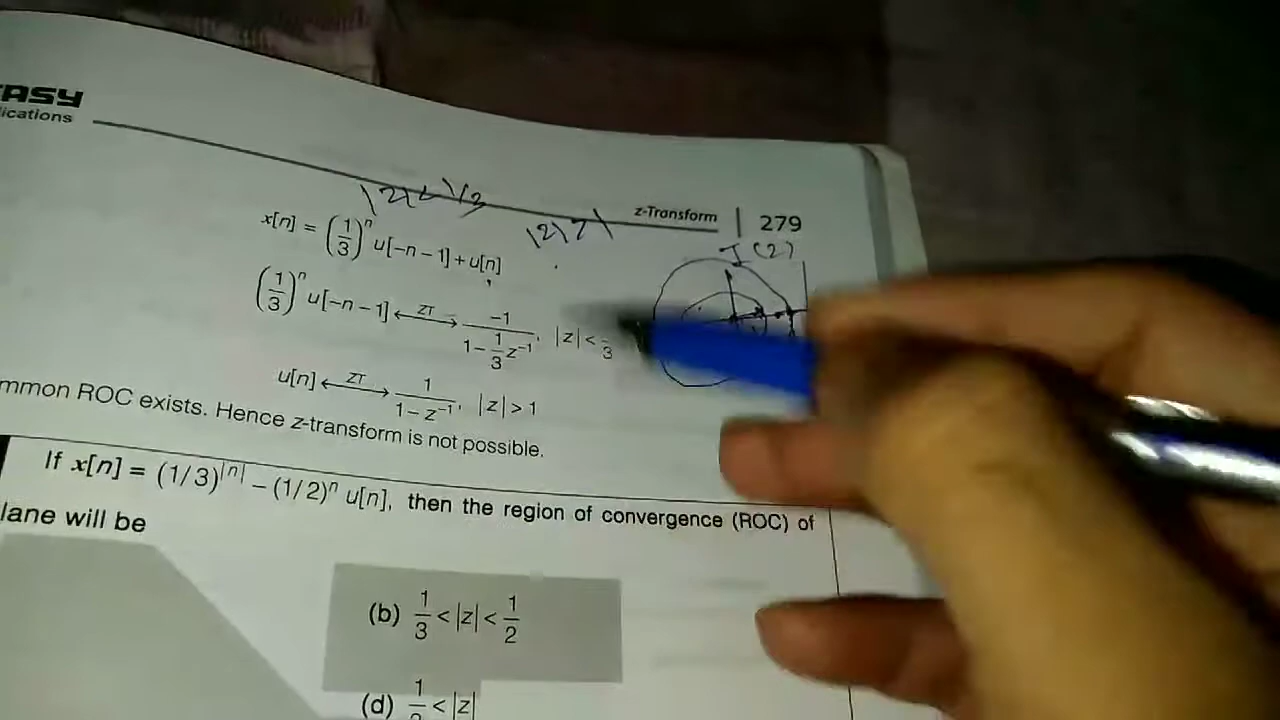 EASY
ications
z-Transform | 279
|z| < 1/3
|z| > 1
x[n] = (1/3)^n u[-n-1] + u[n]
(1/3)^n u[-n-1] ⟷ZT -1/(1 - 1/3 z^-1), |z| < 3
u[n] ⟷ZT 1/(1 - z^-1), |z| > 1
mmon ROC exists. Hence z-transform is not possible.
If x[n] = (1/3)^|n| - (1/2)^n u[n], then the region of convergence (ROC) of
lane will be
(b) 1/3 < |z| < 1/2
(d) < |z|